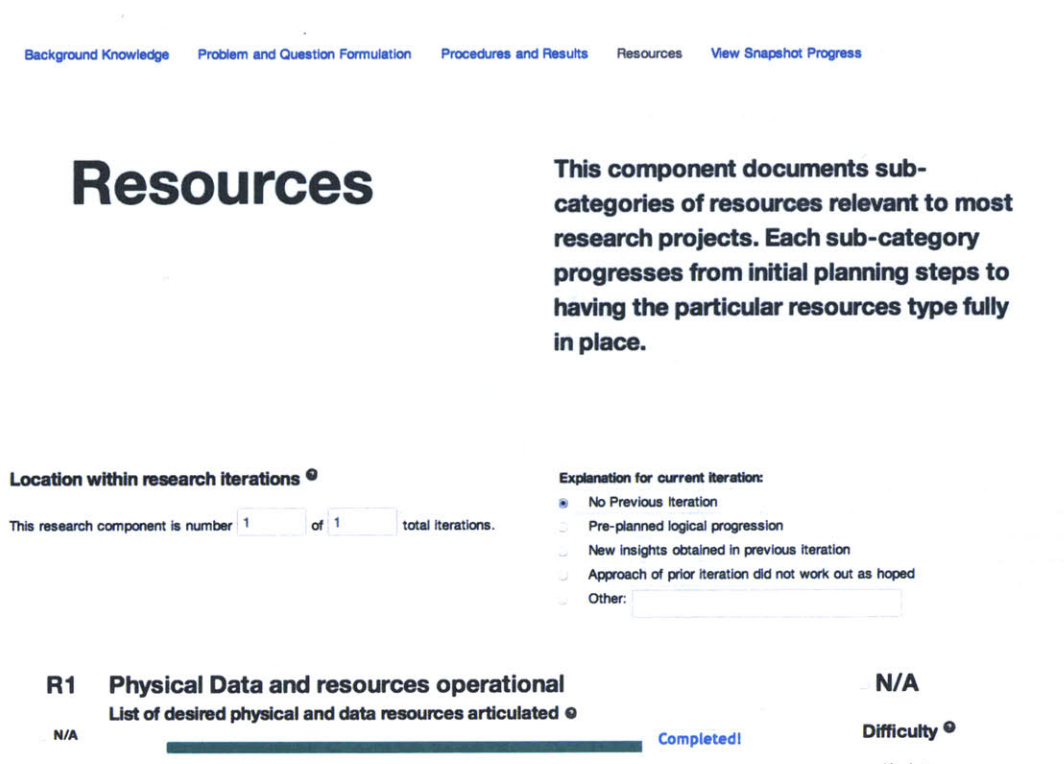 Background Knowledge Problem and Question Formulation Procedures and Results Resources View Snapshot Progress
Resources
This component documents sub-
categories of resources relevant to most
research projects. Each sub-category
progresses from initial planning steps to
having the particular resources type fully
in place.
Location within research iterations
This research component is number 1 of 1 total iterations.
Explanation for current iteration:
No Previous Iteration
Pre-planned logical progression
New insights obtained in previous iteration
Approach of prior iteration did not work out as hoped
Other:
R1 Physical Data and resources operational N/A
List of desired physical and data resources articulated
N/A Completed! Difficulty